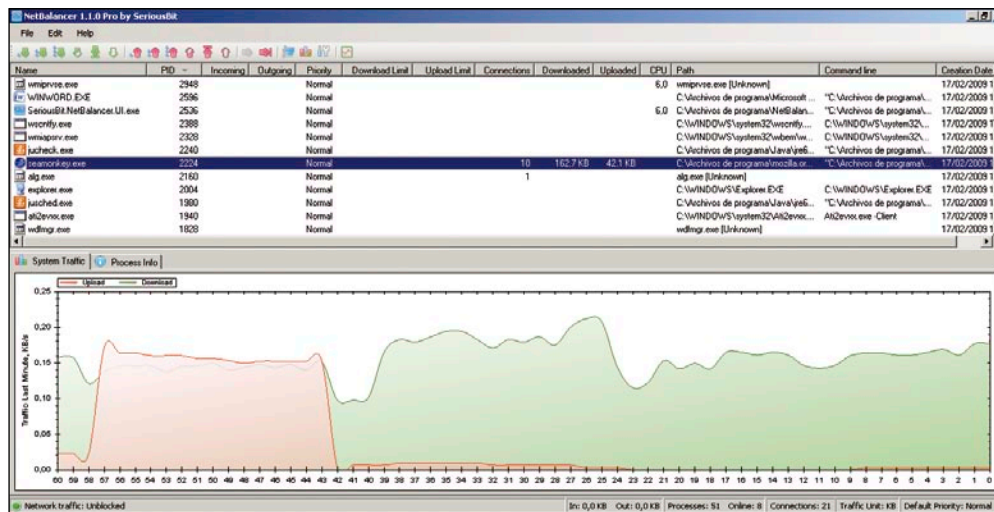 NetBalancer 1.1.0 Pro by SeriousBit
File Edit Help
Name PID Incoming Outgoing Priority Download Limit Upload Limit Connections Downloaded Uploaded CPU Path Command line Creation Date
wmiprvse.exe 2948 Normal 6,0 wmiprvse.exe [Unknown] 17/02/2009 1
WINWORD.EXE 2596 Normal C:\Archivos de programa\Microsoft ... "C:\Archivos de programa\... 17/02/2009 1
SeriousBit.NetBalancer.UI.exe 2536 Normal 6,0 C:\Archivos de programa\NetBalan... "C:\Archivos de programa\... 17/02/2009 1
wscntfy.exe 2388 Normal C:\WINDOWS\system32\wscntfy.... C:\WINDOWS\system32\... 17/02/2009 1
wmiapsrv.exe 2328 Normal C:\WINDOWS\system32\wbem\w... C:\WINDOWS\system32\... 17/02/2009 1
jucheck.exe 2240 Normal C:\Archivos de programa\Java\jre6... "C:\Archivos de programa\... 17/02/2009 1
seamonkey.exe 2224 Normal 10 162,7 KB 42,1 KB C:\Archivos de programa\mozilla.or... "C:\Archivos de programa\... 17/02/2009 1
alg.exe 2160 Normal 1 alg.exe [Unknown] 17/02/2009 1
explorer.exe 2004 Normal C:\WINDOWS\Explorer.EXE C:\WINDOWS\Explorer.EXE 17/02/2009 1
jusched.exe 1980 Normal C:\Archivos de programa\Java\jre6... "C:\Archivos de programa\... 17/02/2009 1
ati2evxx.exe 1940 Normal C:\WINDOWS\system32\Ati2evxx.... Ati2evxx.exe -Client 17/02/2009 1
wdfmgr.exe 1828 Normal wdfmgr.exe [Unknown] 17/02/2009 1
System Traffic Process Info
Upload Download
Traffic Last Minute, KB/s
0,25
0,20
0,15
0,10
0,05
0,00
60 59 58 57 56 55 54 53 52 51 50 49 48 47 46 45 44 43 42 41 40 39 38 37 36 35 34 33 32 31 30 29 28 27 26 25 24 23 22 21 20 19 18 17 16 15 14 13 12 11 10 9 8 7 6 5 4 3 2 1 0
Network traffic: Unblocked In: 0,0 KB Out: 0,0 KB Processes: 51 Online: 8 Connections: 21 Traffic Unit: KB Default Priority: Normal